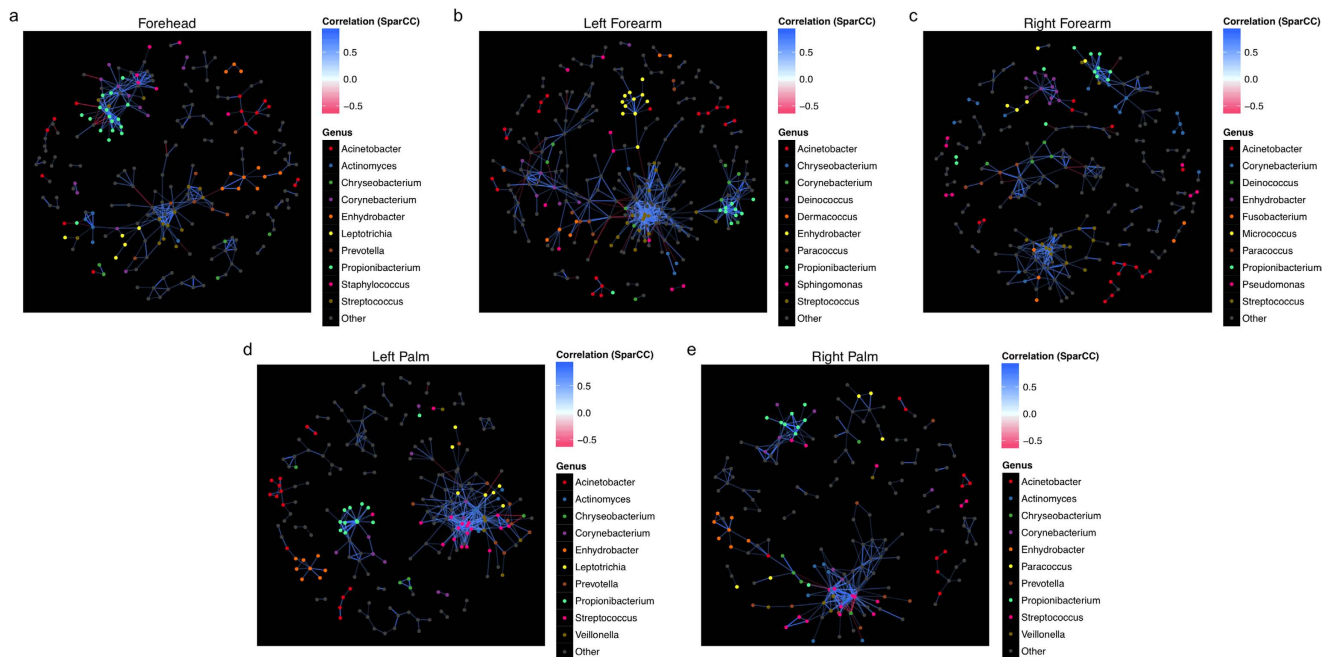 a
Forehead
Correlation (SparCC)
0.5
0.0
−0.5
Genus
Acinetobacter
Actinomyces
Chryseobacterium
Corynebacterium
Enhydrobacter
Leptotrichia
Prevotella
Propionibacterium
Staphylococcus
Streptococcus
Other
b
Left Forearm
Correlation (SparCC)
0.5
0.0
−0.5
Genus
Acinetobacter
Chryseobacterium
Corynebacterium
Deinococcus
Dermacoccus
Enhydrobacter
Paracoccus
Propionibacterium
Sphingomonas
Streptococcus
Other
c
Right Forearm
Correlation (SparCC)
0.5
0.0
−0.5
Genus
Acinetobacter
Corynebacterium
Deinococcus
Enhydrobacter
Fusobacterium
Micrococcus
Paracoccus
Propionibacterium
Pseudomonas
Streptococcus
Other
d
Left Palm
Correlation (SparCC)
0.5
0.0
−0.5
Genus
Acinetobacter
Actinomyces
Chryseobacterium
Corynebacterium
Enhydrobacter
Leptotrichia
Prevotella
Propionibacterium
Streptococcus
Veillonella
Other
e
Right Palm
Correlation (SparCC)
0.5
0.0
−0.5
Genus
Acinetobacter
Actinomyces
Chryseobacterium
Corynebacterium
Enhydrobacter
Paracoccus
Prevotella
Propionibacterium
Streptococcus
Veillonella
Other